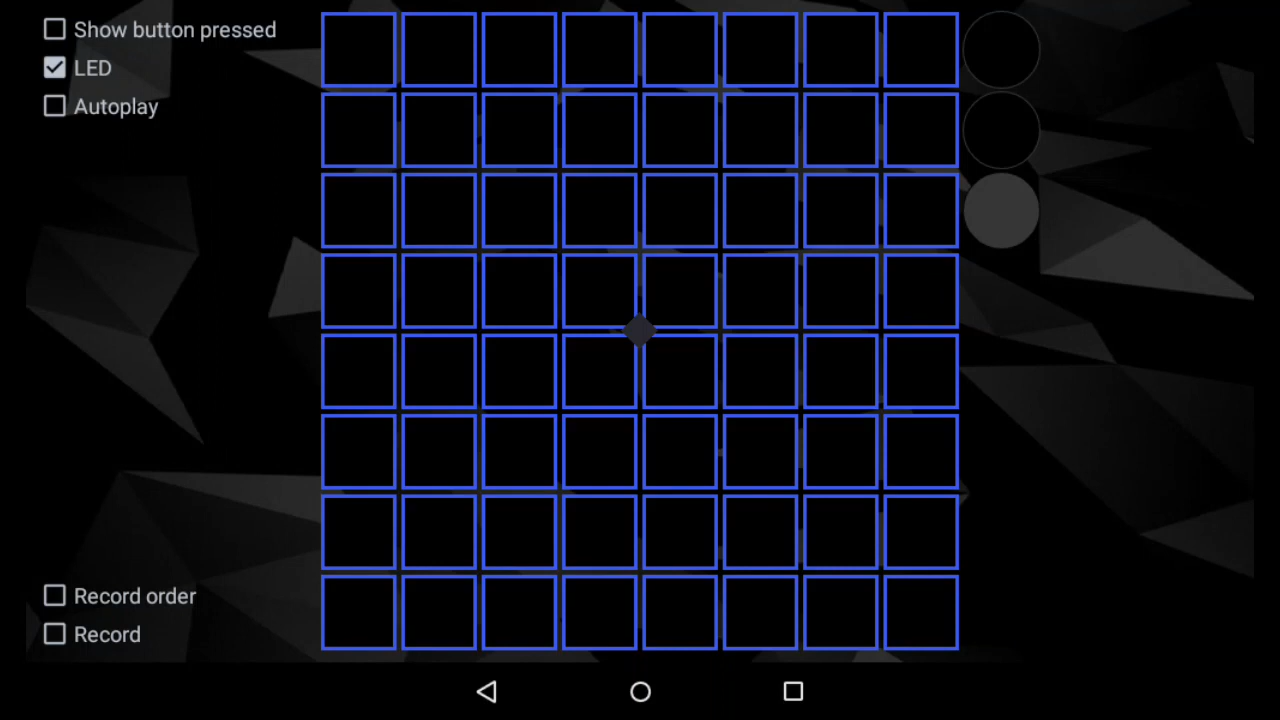 Show button pressed
LED
Autoplay
Record order
Record